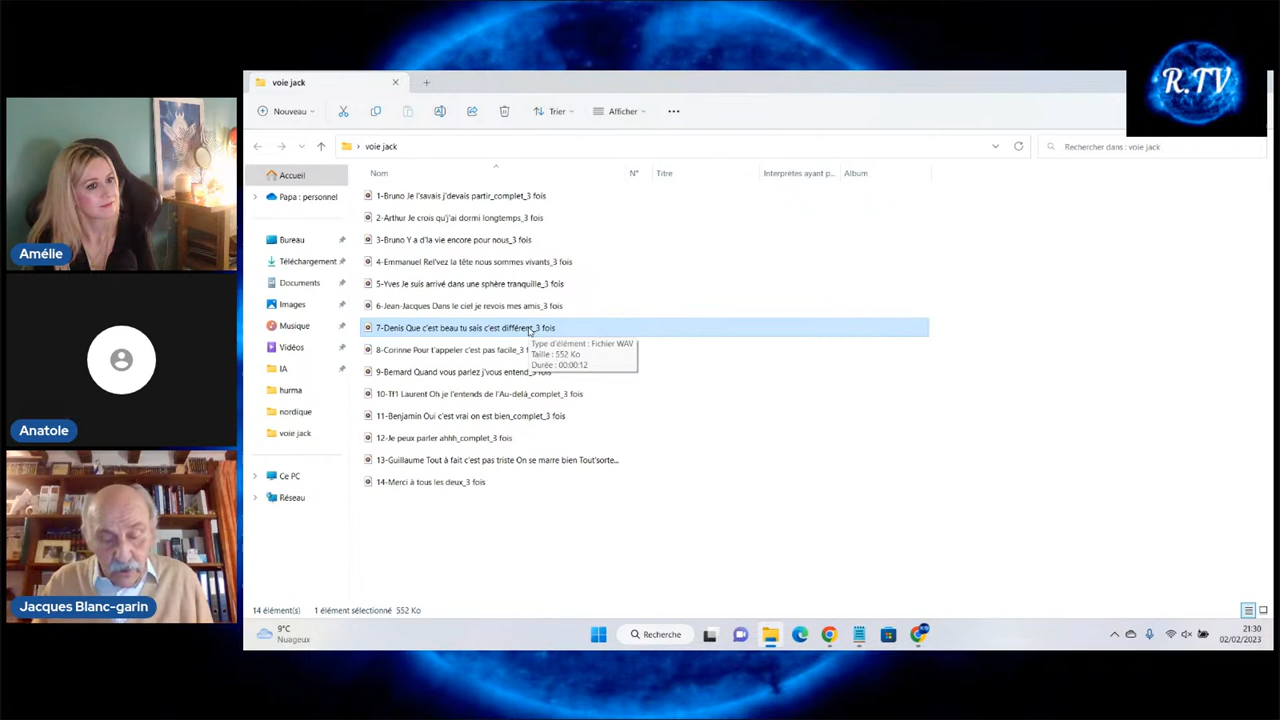 R.TV
Amélie
Anatole
Jacques Blanc-garin
voie jack
Nouveau
Trier
Afficher
voie jack
Rechercher dans : voie jack
Nom
N°
Titre
Interprètes ayant p...
Album
Accueil
Papa : personnel
Bureau
Téléchargement
Documents
Images
Musique
Vidéos
IA
hurma
nordique
voie jack
Ce PC
Réseau
1-Bruno Je l'savais j'devais partir_complet_3 fois
2-Arthur Je crois qu'j'ai dormi longtemps_3 fois
3-Bruno Y a d'la vie encore pour nous_3 fois
4-Emmanuel Rel'vez la tête nous sommes vivants_3 fois
5-Yves Je suis arrivé dans une sphère tranquille_3 fois
6-Jean-Jacques Dans le ciel je revois mes amis_3 fois
7-Denis Que c'est beau tu sais c'est différent_3 fois
8-Corinne Pour t'appeler c'est pas facile_3 f
9-Bernard Quand vous parlez j'vous entend_3 fois
10-Tf1 Laurent Oh je l'entends de l'Au-delà_complet_3 fois
11-Benjamin Oui c'est vrai on est bien_complet_3 fois
12-Je peux parler ahhh_complet_3 fois
13-Guillaume Tout à fait c'est pas triste On se marre bien Tout'sorte...
14-Merci à tous les deux_3 fois
Type d'élément : Fichier WAV
Taille : 552 Ko
Durée : 00:00:12
14 élément(s)
1 élément sélectionné 552 Ko
9°C
Nuageux
Recherche
21:30
02/02/2023